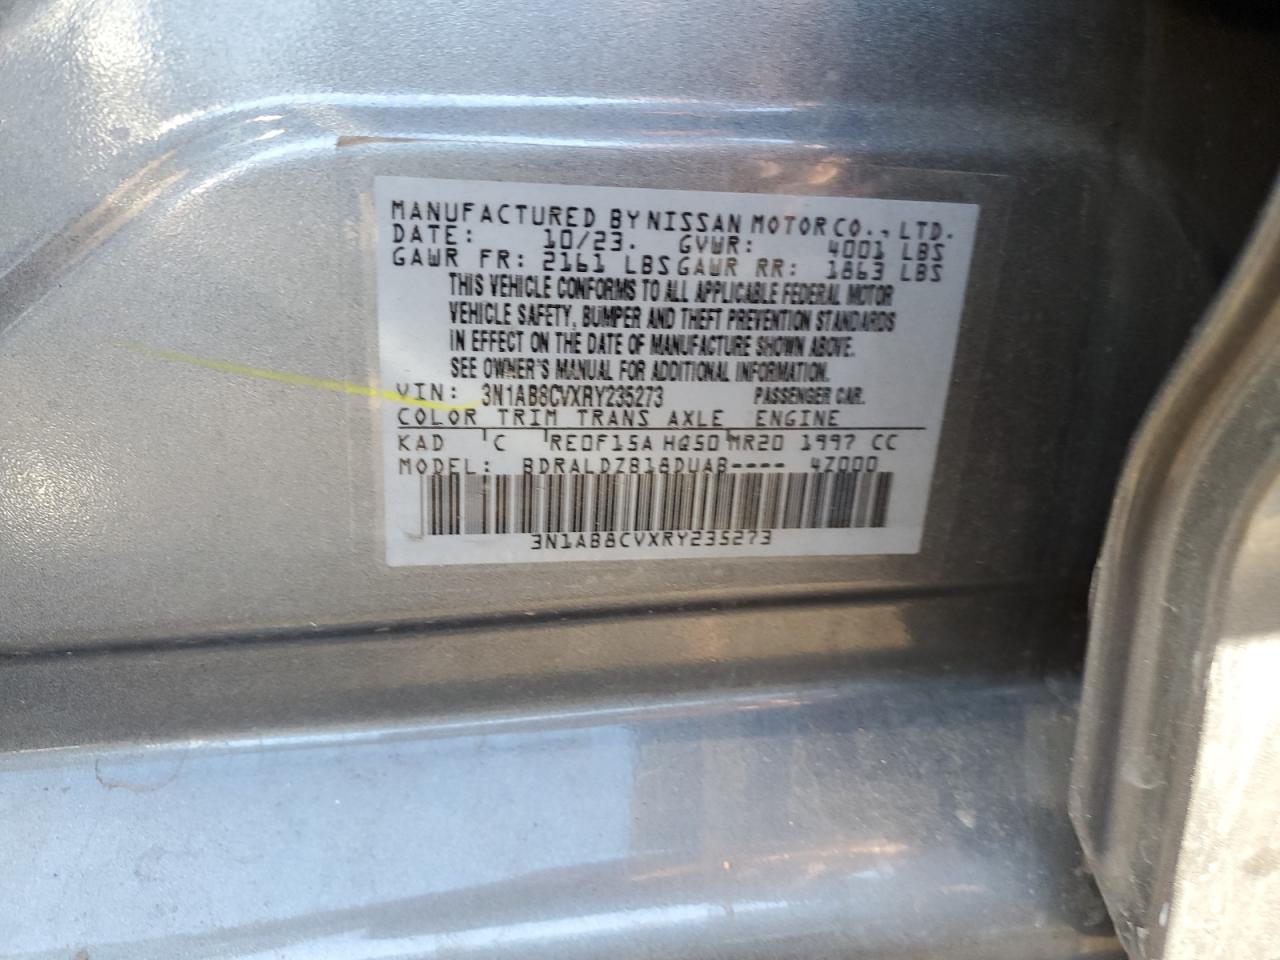 MANUFACTURED BY NISSAN MOTOR CO., LTD.
DATE: 10/23. GVWR: 4001 LBS
GAWR FR: 2161 LBS GAWR RR: 1863 LBS
THIS VEHICLE CONFORMS TO ALL APPLICABLE FEDERAL MOTOR
VEHICLE SAFETY, BUMPER AND THEFT PREVENTION STANDARDS
IN EFFECT ON THE DATE OF MANUFACTURE SHOWN ABOVE.
SEE OWNER'S MANUAL FOR ADDITIONAL INFORMATION.
VIN: 3N1AB8CVXRY235273 PASSENGER CAR.
COLOR TRIM TRANS AXLE ENGINE
KAD C RE0F15A HQ50 MR20 1997 CC
MODEL: BDRALDZB18DUAB---- 4Z000
3N1AB8CVXRY235273